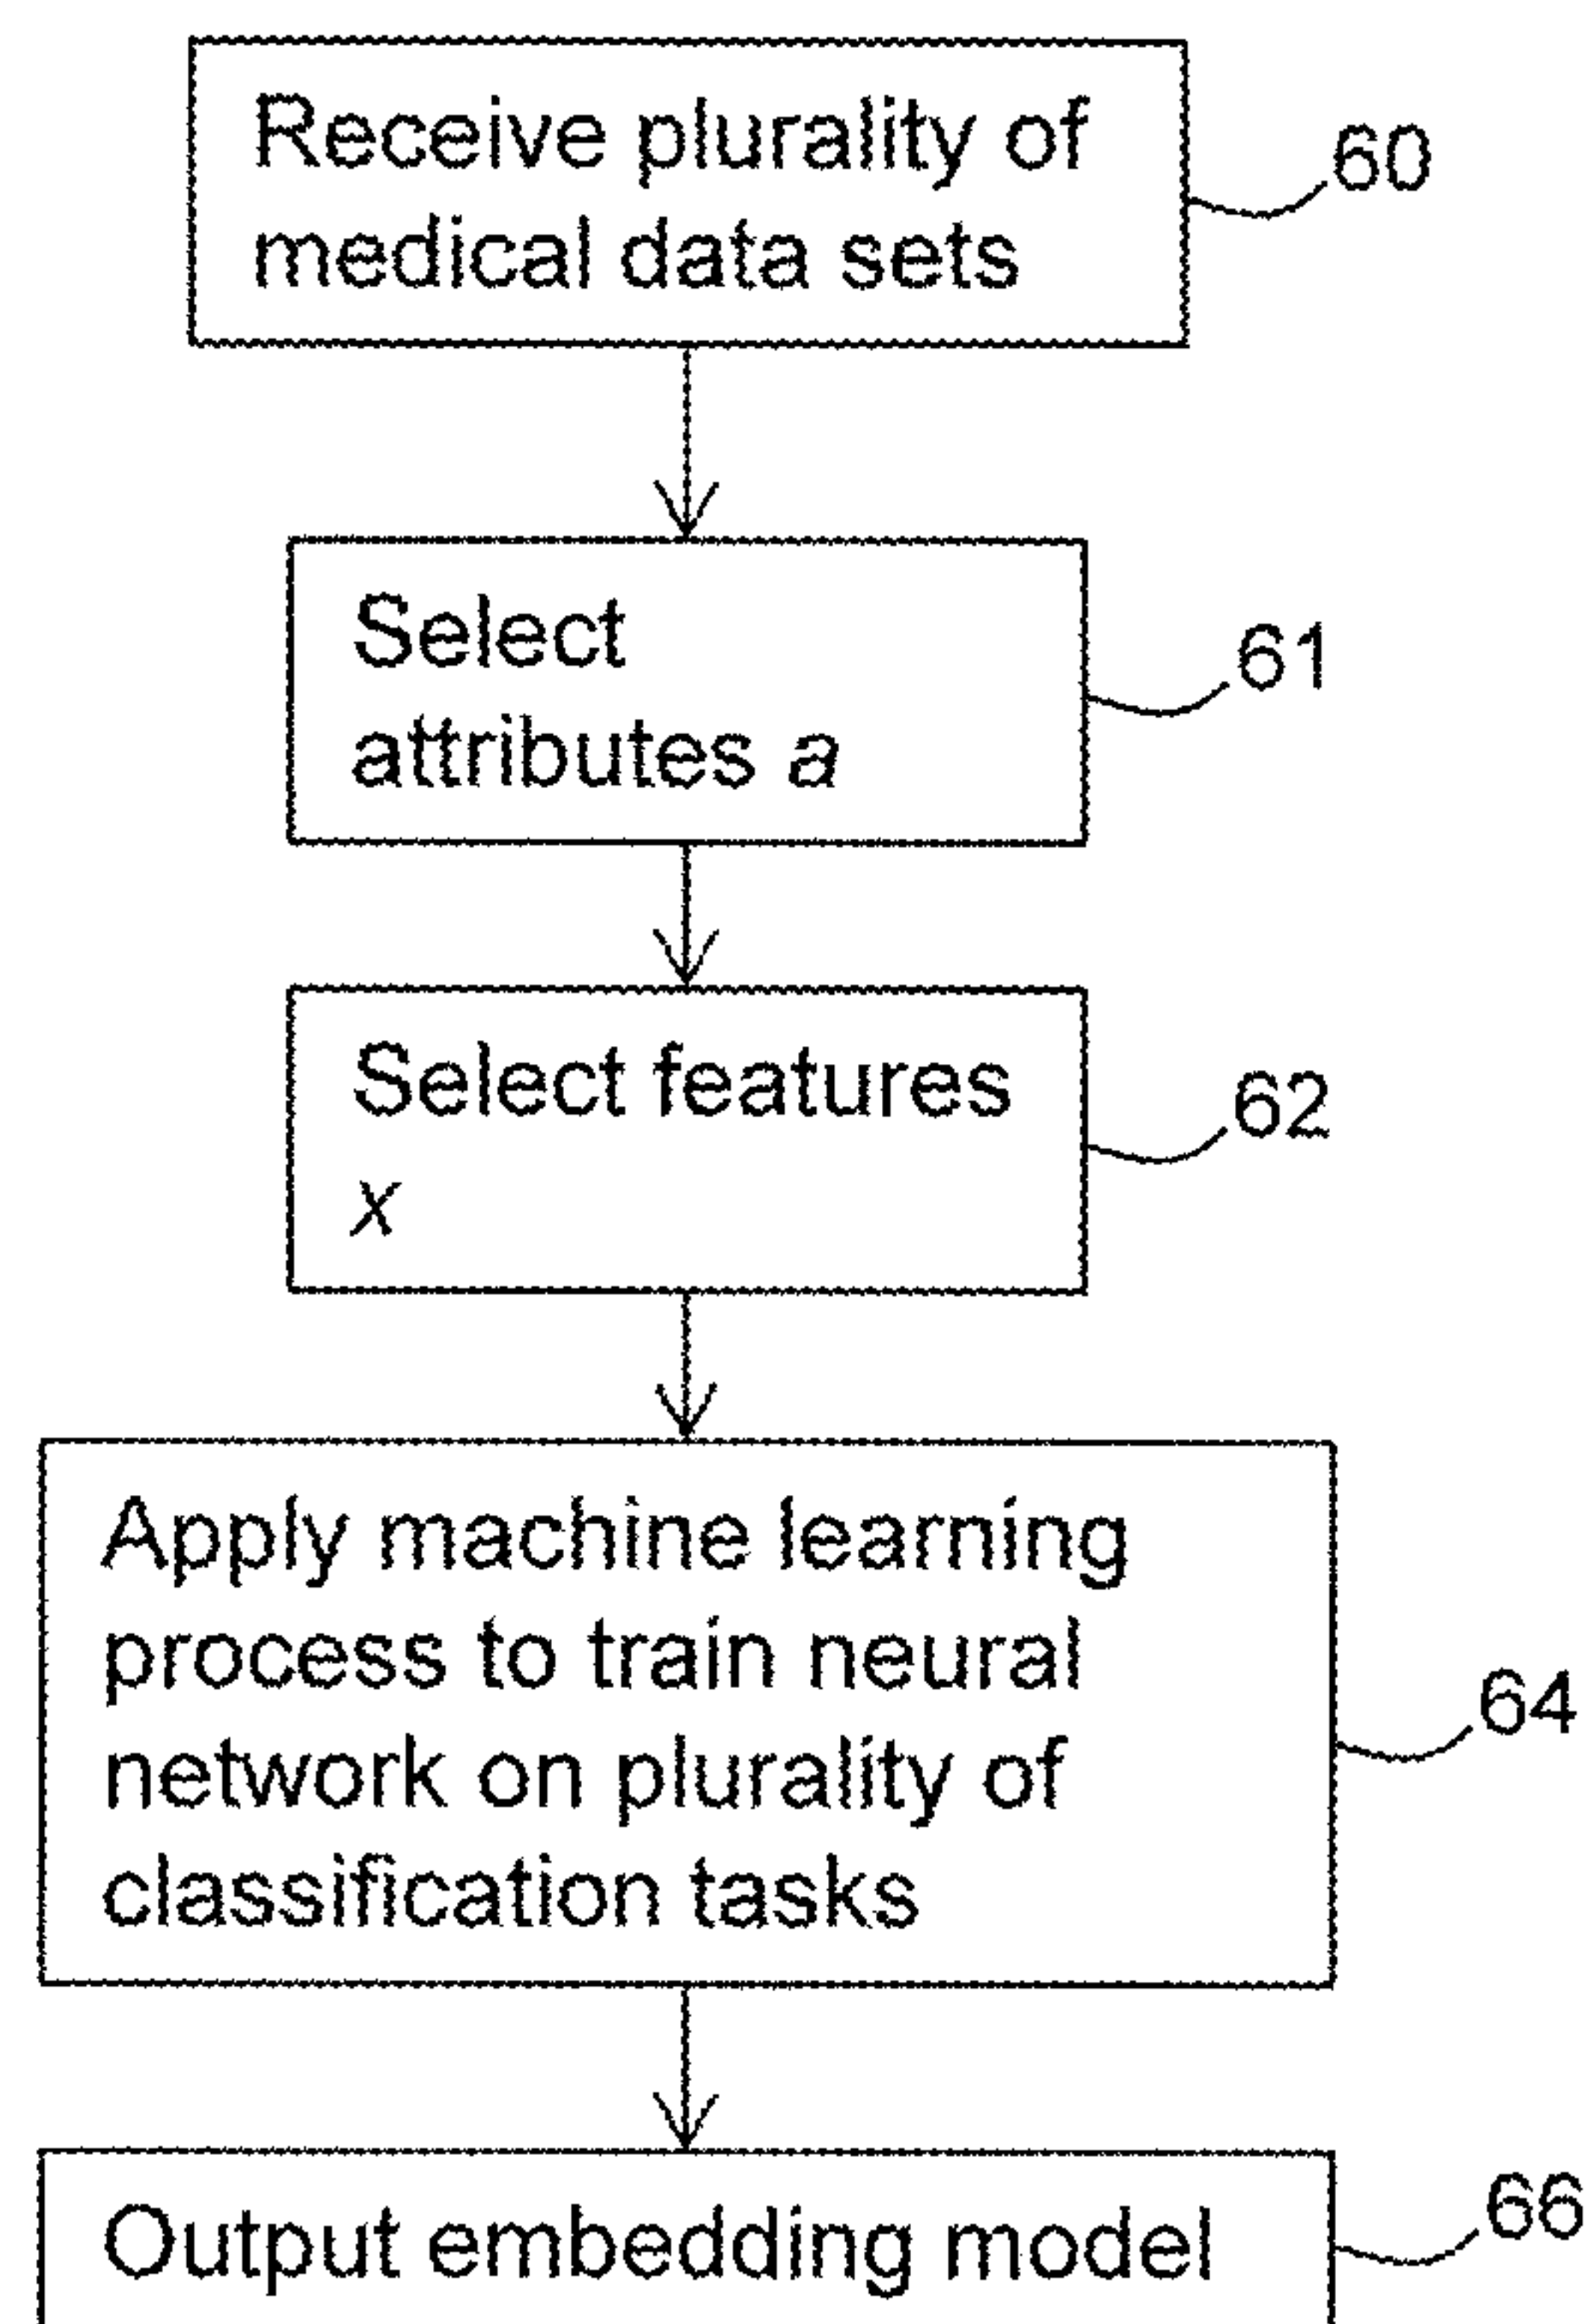 Receive plurality of
medical data sets
60
Select
attributes a
61
Select features
x
62
Apply machine learning
process to train neural
network on plurality of
classification tasks
64
Output embedding model
66